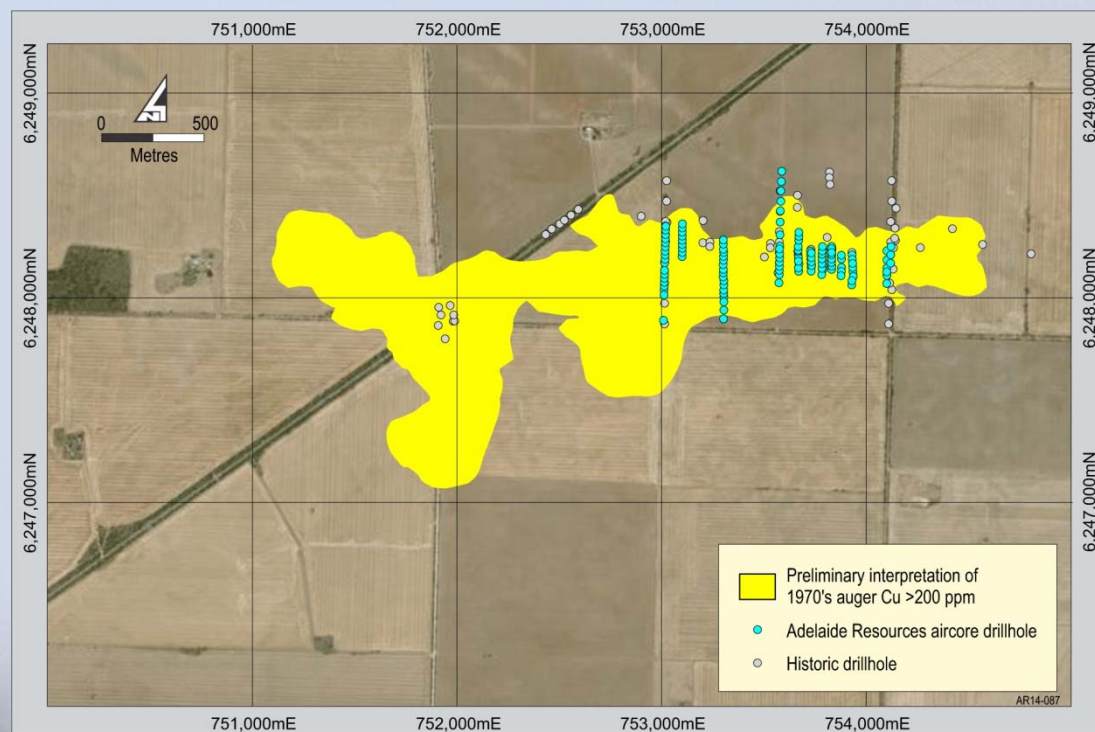 751,000mE
752,000mE
753,000mE
754,000mE
6,249,000mN
6,249,000mN
N
0
500
Metres
6,248,000mN
6,248,000mN
6,247,000mN
6,247,000mN
Preliminary interpretation of
1970's auger Cu >200 ppm
Adelaide Resources aircore drillhole
Historic drillhole
AR14-087
751,000mE
752,000mE
753,000mE
754,000mE